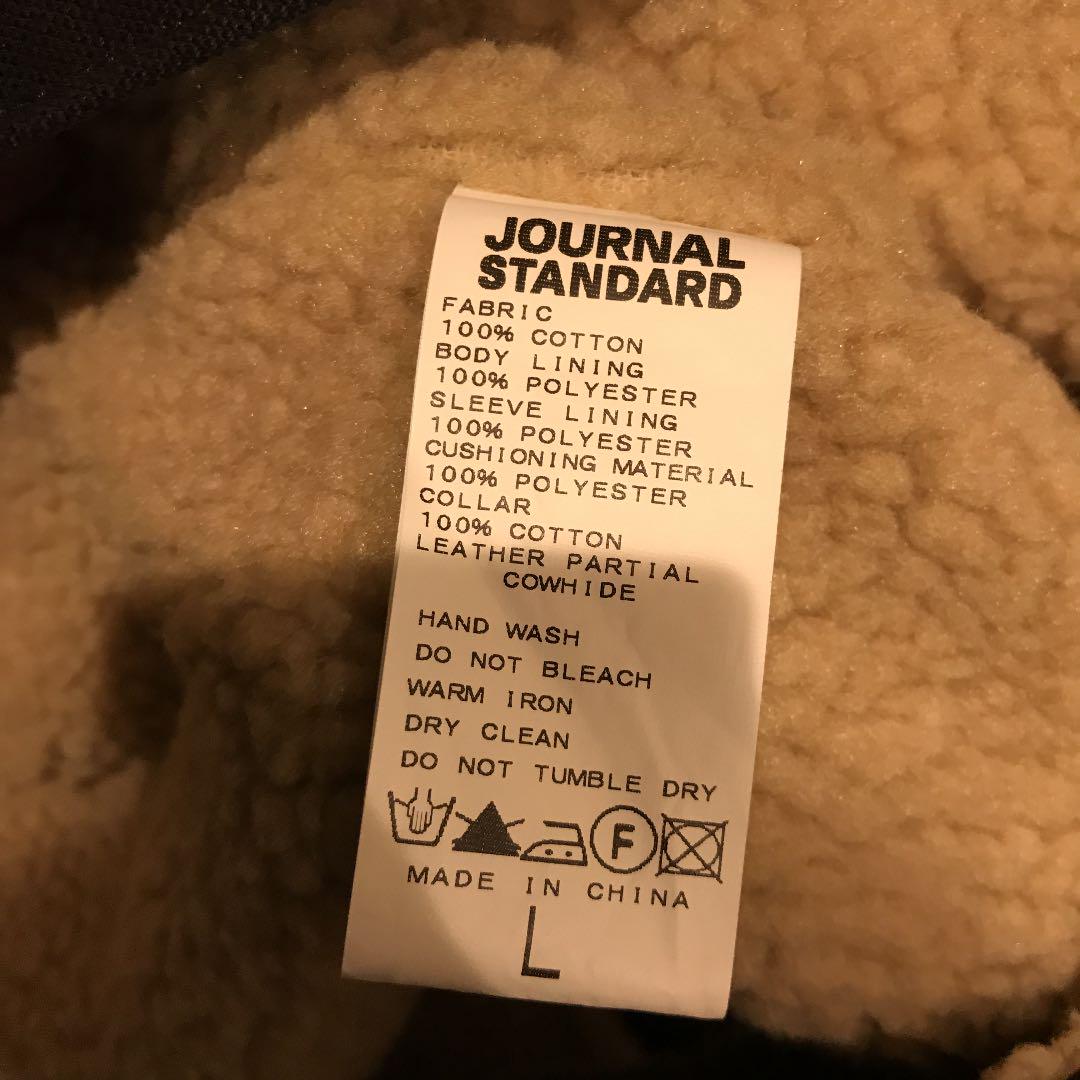 JOURNAL
STANDARD
FABRIC
100% COTTON
BODY LINING
100% POLYESTER
SLEEVE LINING
100% POLYESTER
CUSHIONING MATERIAL
100% POLYESTER
COLLAR
100% COTTON
LEATHER PARTIAL
COWHIDE
HAND WASH
DO NOT BLEACH
WARM IRON
DRY CLEAN
DO NOT TUMBLE DRY
F
MADE IN CHINA
L